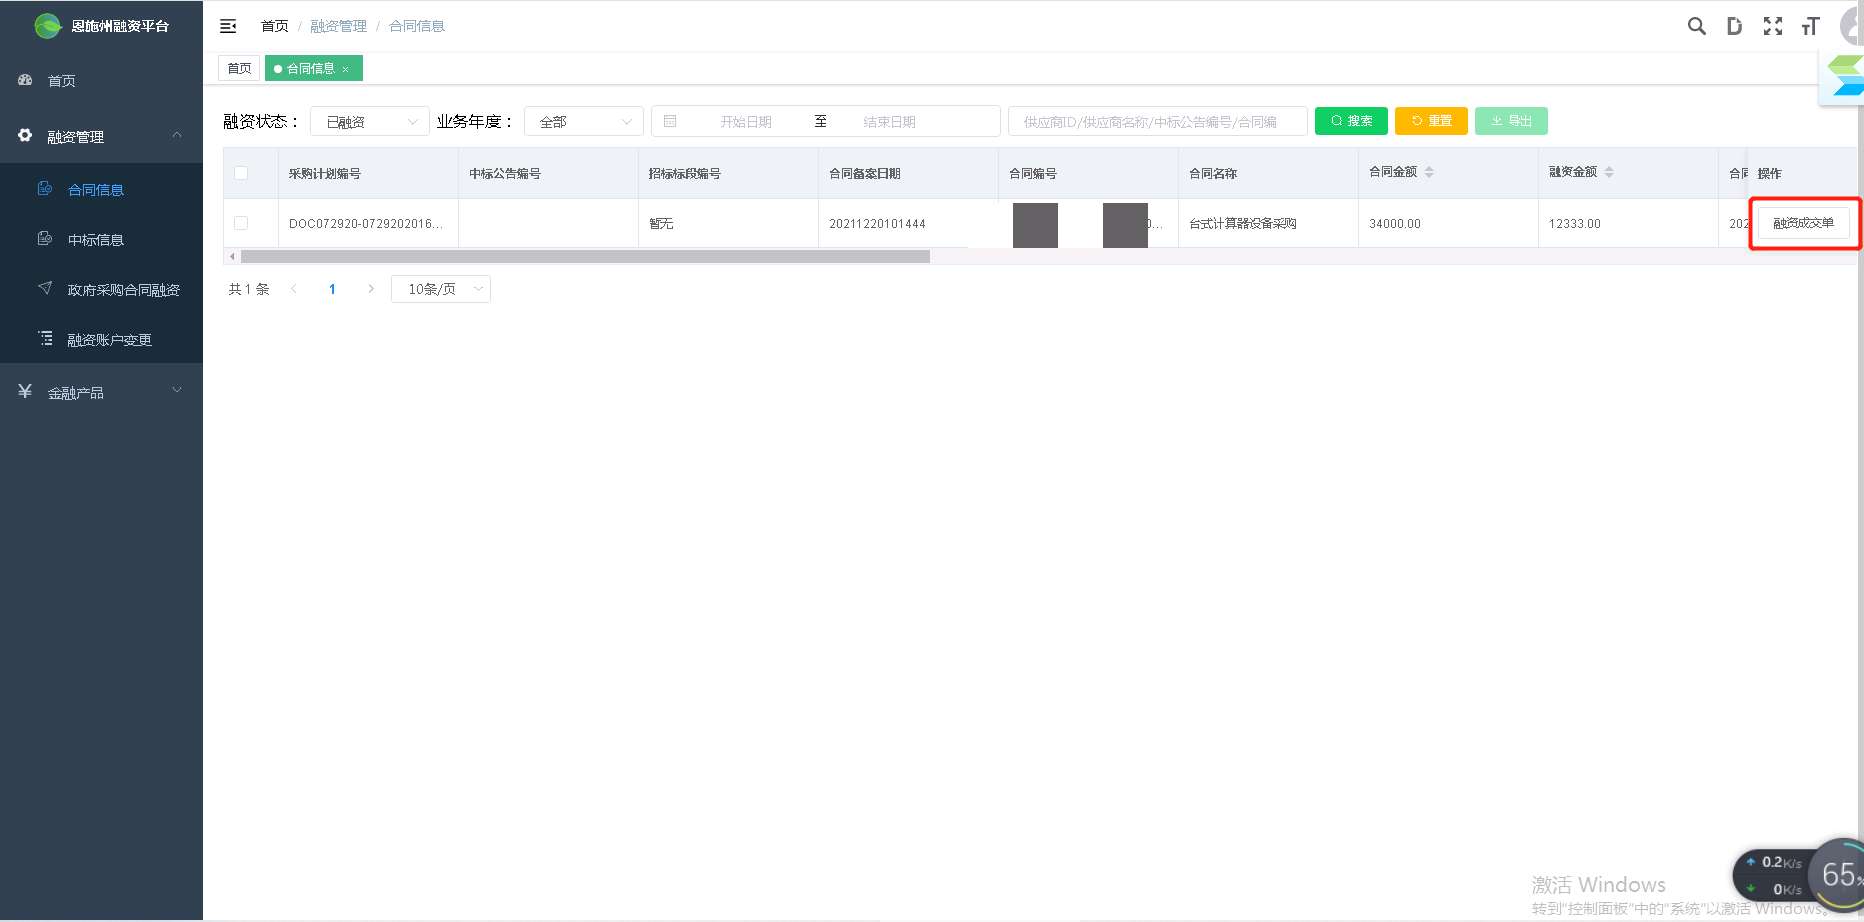 恩施州融资平台
首页 / 融资管理 / 合同信息
首页
合同信息 ×
首页
融资管理
合同信息
中标信息
政府采购合同融资
融资账户变更
金融产品
融资状态： 已融资 业务年度： 全部 开始日期 至 结束日期 供应商ID/供应商名称/中标公告编号/合同编 搜索 重置 导出
采购计划编号 中标公告编号 招标标段编号 合同备案日期 合同编号 合同名称 合同金额 融资金额 合同 操作
DOC072920-0729202016... 暂无 20211220101444 0... 台式计算器设备采购 34000.00 12333.00 202 融资成交单
共 1 条 1 10条/页
0.2K/s
0K/s
65%
激活 Windows
转到"控制面板"中的"系统"以激活 Windows。